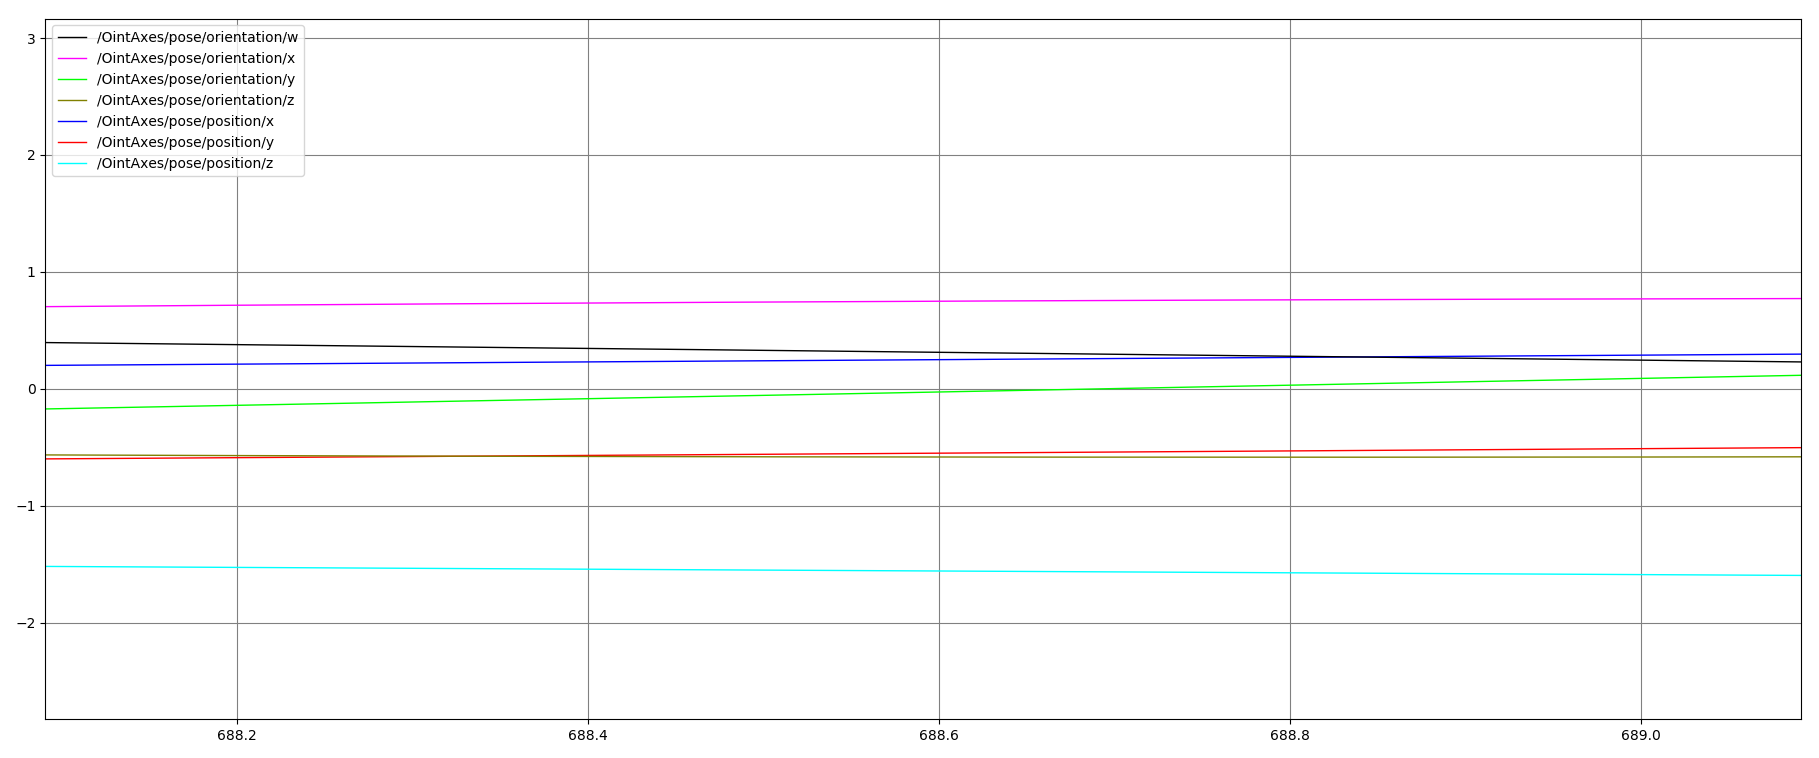 /OintAxes/pose/orientation/w
/OintAxes/pose/orientation/x
/OintAxes/pose/orientation/y
/OintAxes/pose/orientation/z
/OintAxes/pose/position/x
/OintAxes/pose/position/y
/OintAxes/pose/position/z
3
2
1
0
−1
−2
688.2 688.4 688.6 688.8 689.0